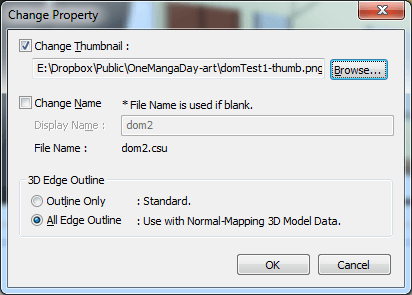 Change Property
Change Thumbnail :
E:\Dropbox\Public\OneMangaDay-art\domTest1-thumb.png
Browse...
Change Name
* File Name is used if blank.
Display Name :
dom2
File Name :
dom2.csu
3D Edge Outline
Outline Only : Standard.
All Edge Outline : Use with Normal-Mapping 3D Model Data.
OK
Cancel